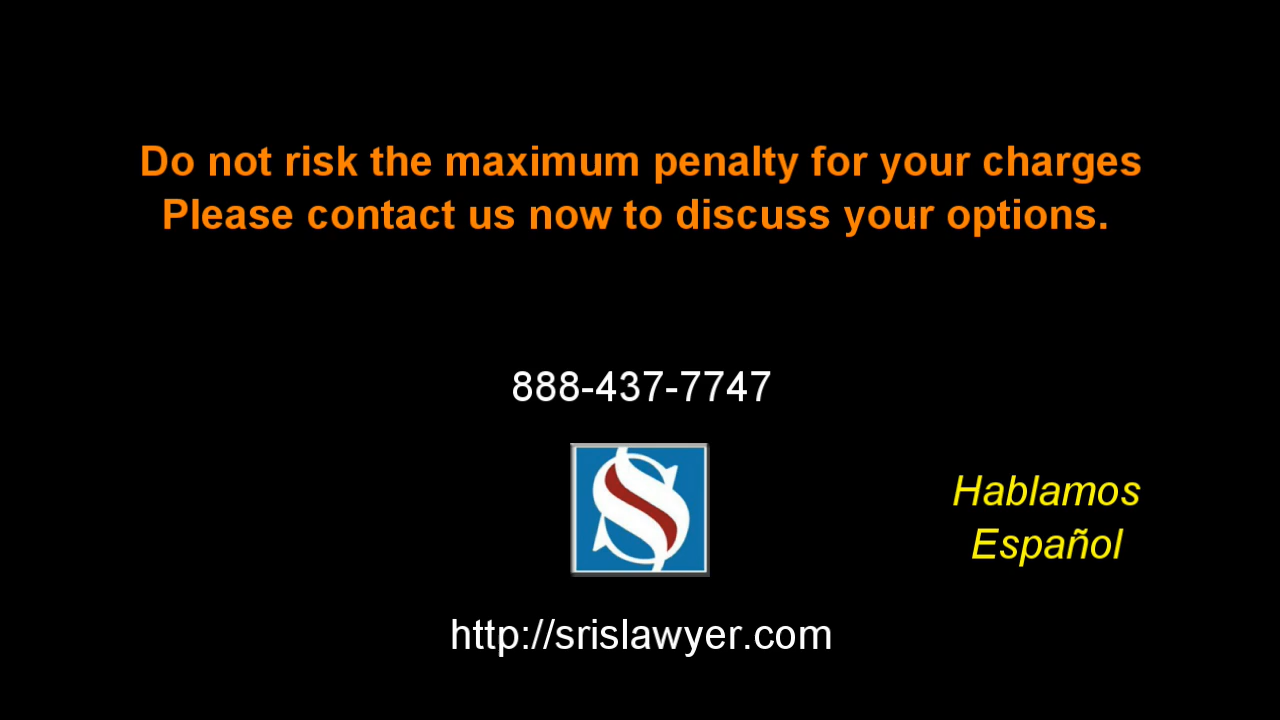 Do not risk the maximum penalty for your charges
Please contact us now to discuss your options.
888-437-7747
Hablamos
Español
http://srislawyer.com